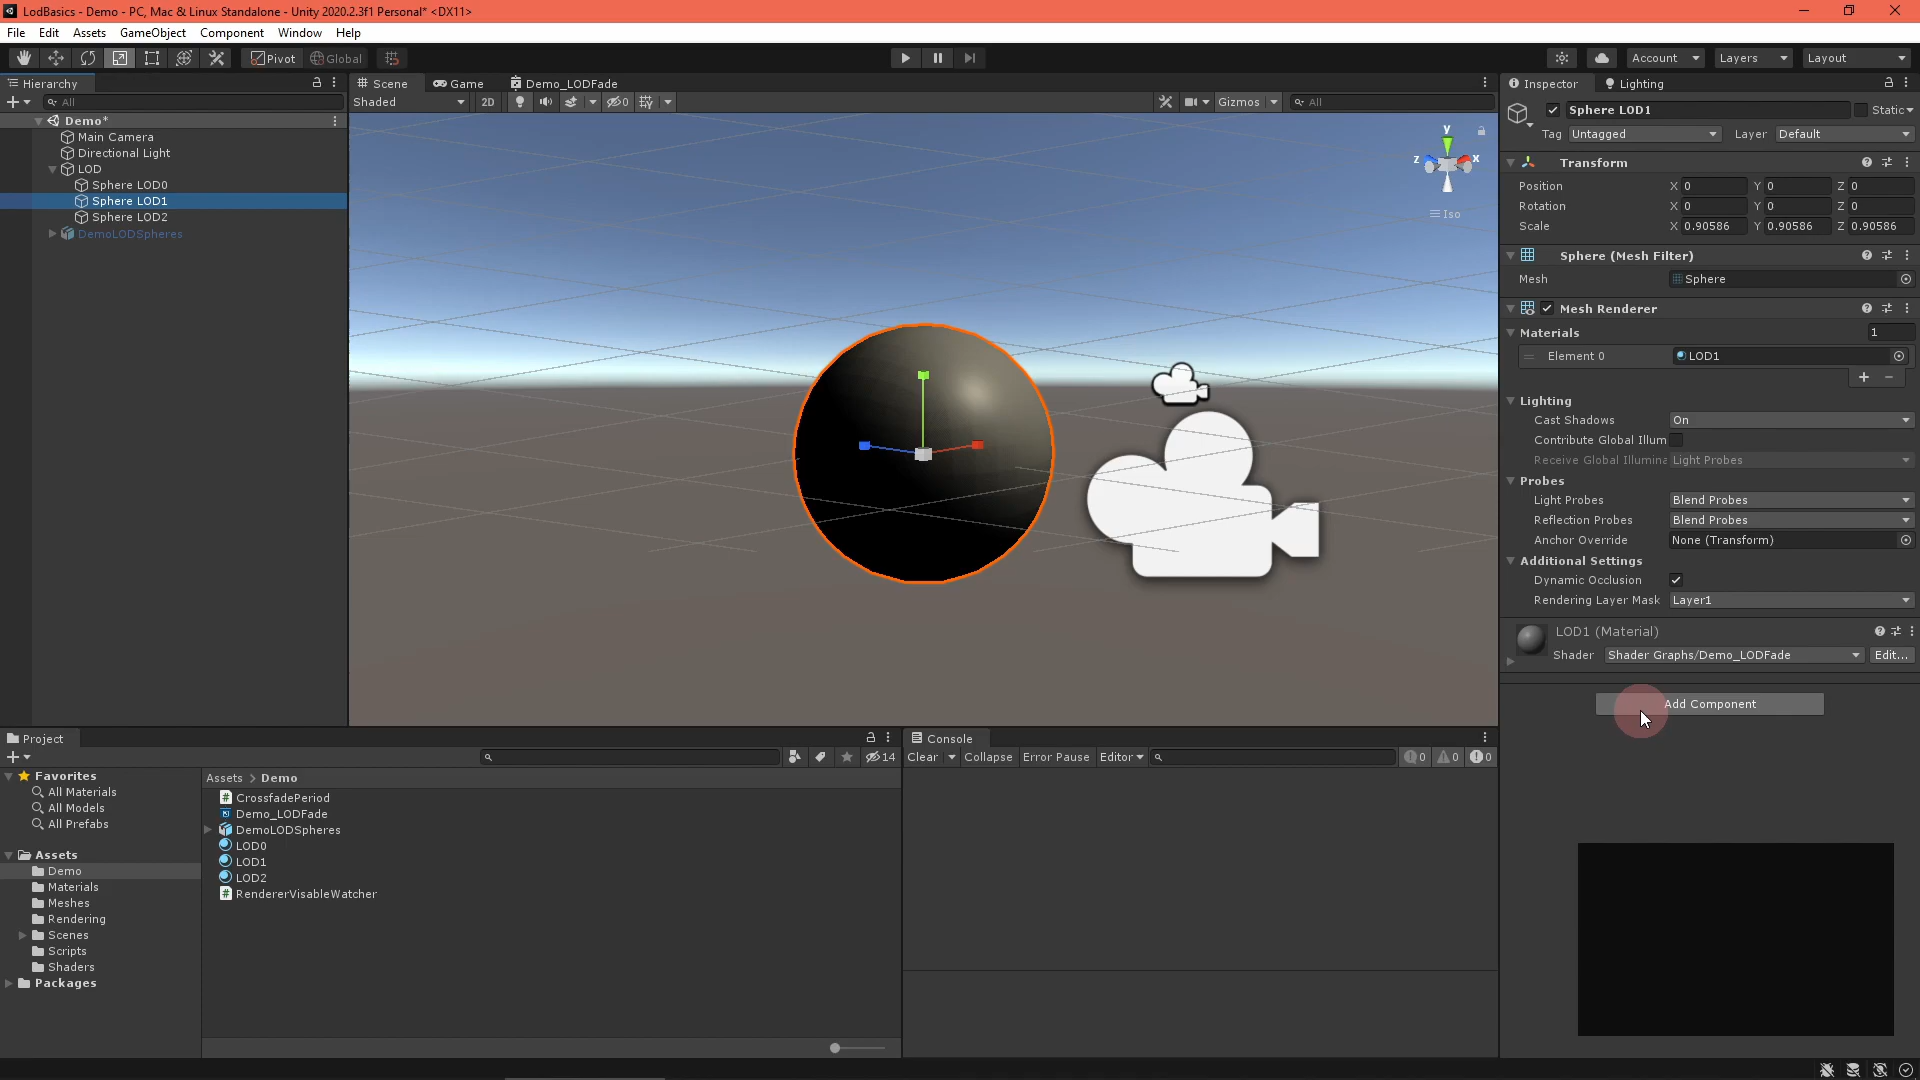 LodBasics - Demo - PC, Mac & Linux Standalone - Unity 2020.2.3f1 Personal* <DX11>
File Edit Assets GameObject Component Window Help
Pivot Global Account Layers Layout
Hierarchy
All
Demo*
Main Camera
Directional Light
LOD
Sphere LOD0
Sphere LOD1
Sphere LOD2
DemoLODSpheres
Scene Game Demo_LODFade
Shaded 2D 0 Gizmos All
y
z x
Iso
Inspector Lighting
Sphere LOD1 Static
Tag Untagged Layer Default
Transform
Position X 0 Y 0 Z 0
Rotation X 0 Y 0 Z 0
Scale X 0.90586 Y 0.90586 Z 0.90586
Sphere (Mesh Filter)
Mesh Sphere
Mesh Renderer
Materials 1
Element 0 LOD1
Lighting
Cast Shadows On
Contribute Global Illum
Receive Global Illumina Light Probes
Probes
Light Probes Blend Probes
Reflection Probes Blend Probes
Anchor Override None (Transform)
Additional Settings
Dynamic Occlusion
Rendering Layer Mask Layer1
LOD1 (Material)
Shader Shader Graphs/Demo_LODFade Edit...
Add Component
Project
14
Favorites
All Materials
All Models
All Prefabs
Assets
Demo
Materials
Meshes
Rendering
Scenes
Scripts
Shaders
Packages
Assets > Demo
CrossfadePeriod
Demo_LODFade
DemoLODSpheres
LOD0
LOD1
LOD2
RendererVisableWatcher
Console
Clear Collapse Error Pause Editor 0 0 0